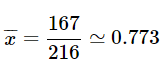 x̅ = 167/216 ≃ 0.773